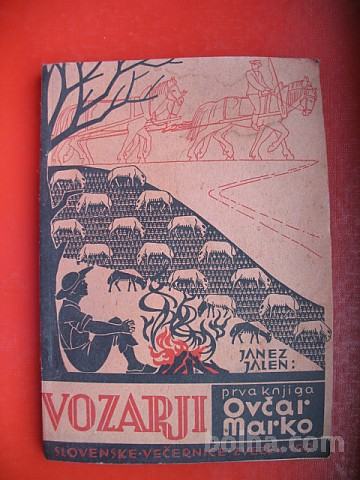 JANEZ
JALEN:
VOZARJI
prva knjiga
Ovčar
marko
SLOVENSKE·VEČERNICE
bolha.com